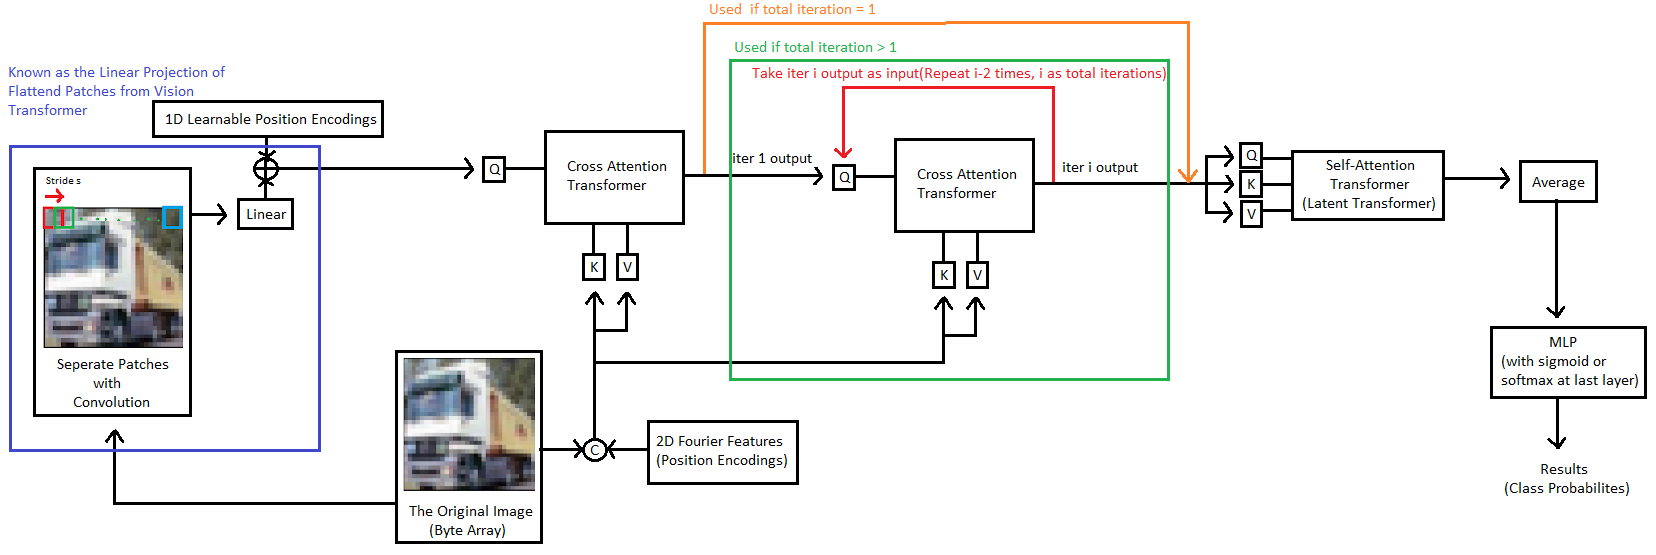 Used if total iteration = 1
Used if total iteration > 1
Take iter i output as input(Repeat i-2 times, i as total iterations)
Known as the Linear Projection of
Flattend Patches from Vision
Transformer
1D Learnable Position Encodings
Stride s
Linear
Seperate Patches
with
Convolution
Q
Cross Attention
Transformer
K
V
iter 1 output
Q
Cross Attention
Transformer
K
V
iter i output
Q
K
V
Self-Attention
Transformer
(Latent Transformer)
Average
MLP
(with sigmoid or
softmax at last layer)
Results
(Class Probabilites)
The Original Image
(Byte Array)
C
2D Fourier Features
(Position Encodings)